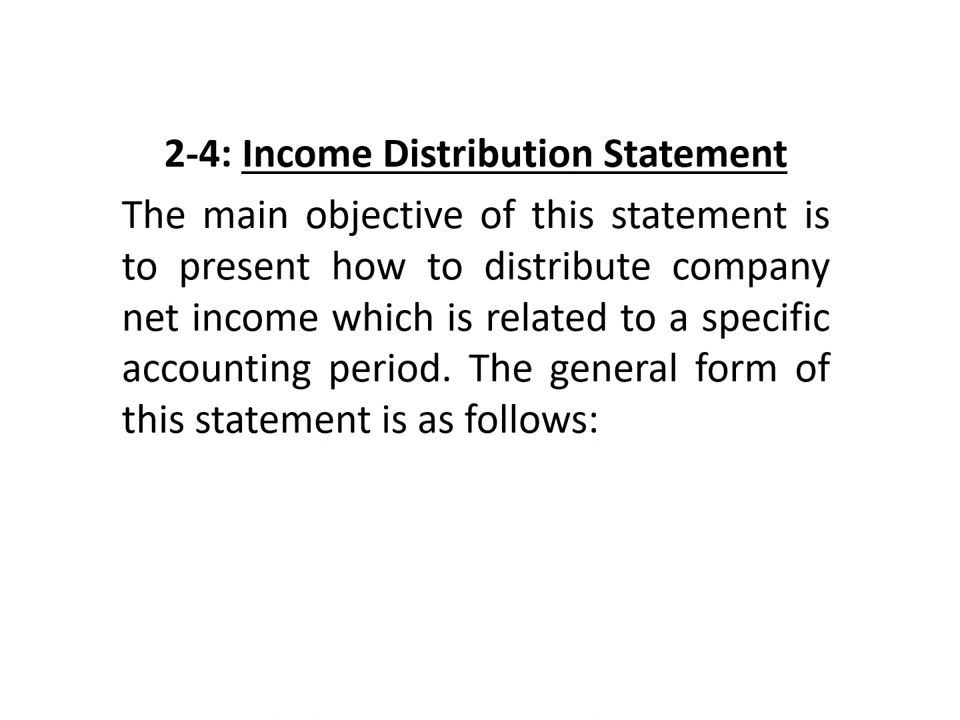 2-4: Income Distribution Statement
The main objective of this statement is
to present how to distribute company
net income which is related to a specific
accounting period. The general form of
this statement is as follows: